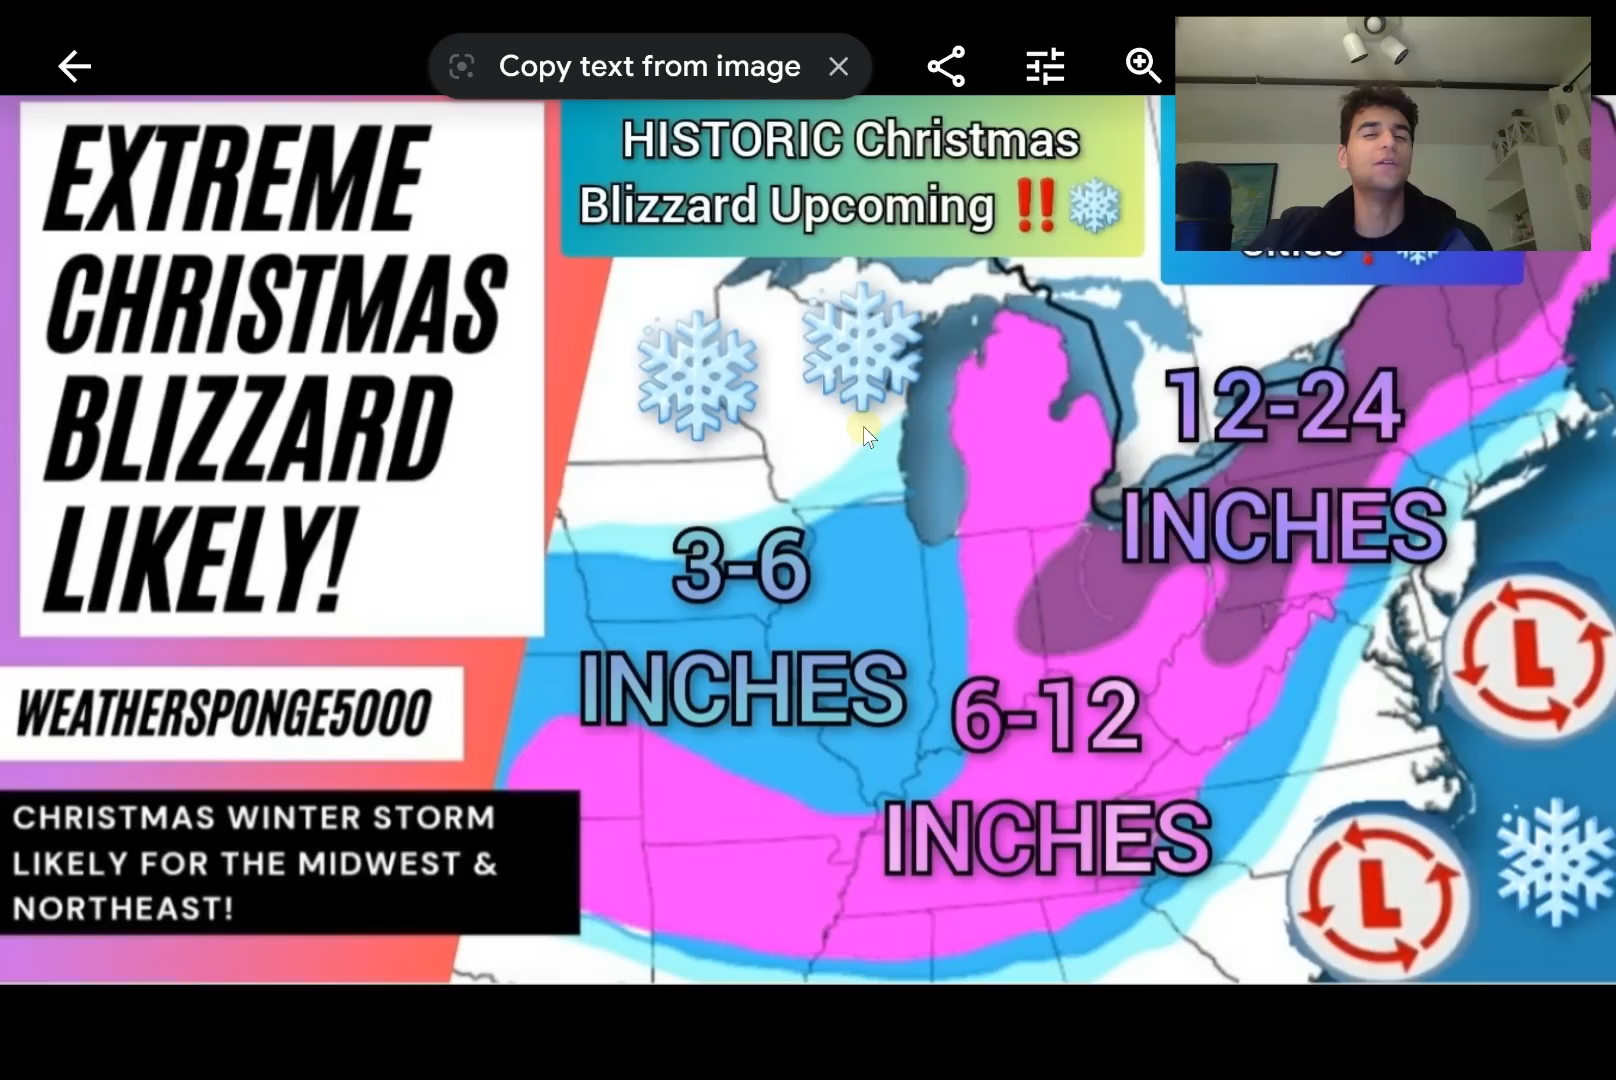 Copy text from image
EXTREME
CHRISTMAS
BLIZZARD
LIKELY!
WEATHERSPONGE5000
CHRISTMAS WINTER STORM
LIKELY FOR THE MIDWEST &
NORTHEAST!
HISTORIC Christmas
Blizzard Upcoming ‼️❄️
12-24
INCHES
3-6
INCHES
6-12
INCHES
L
L